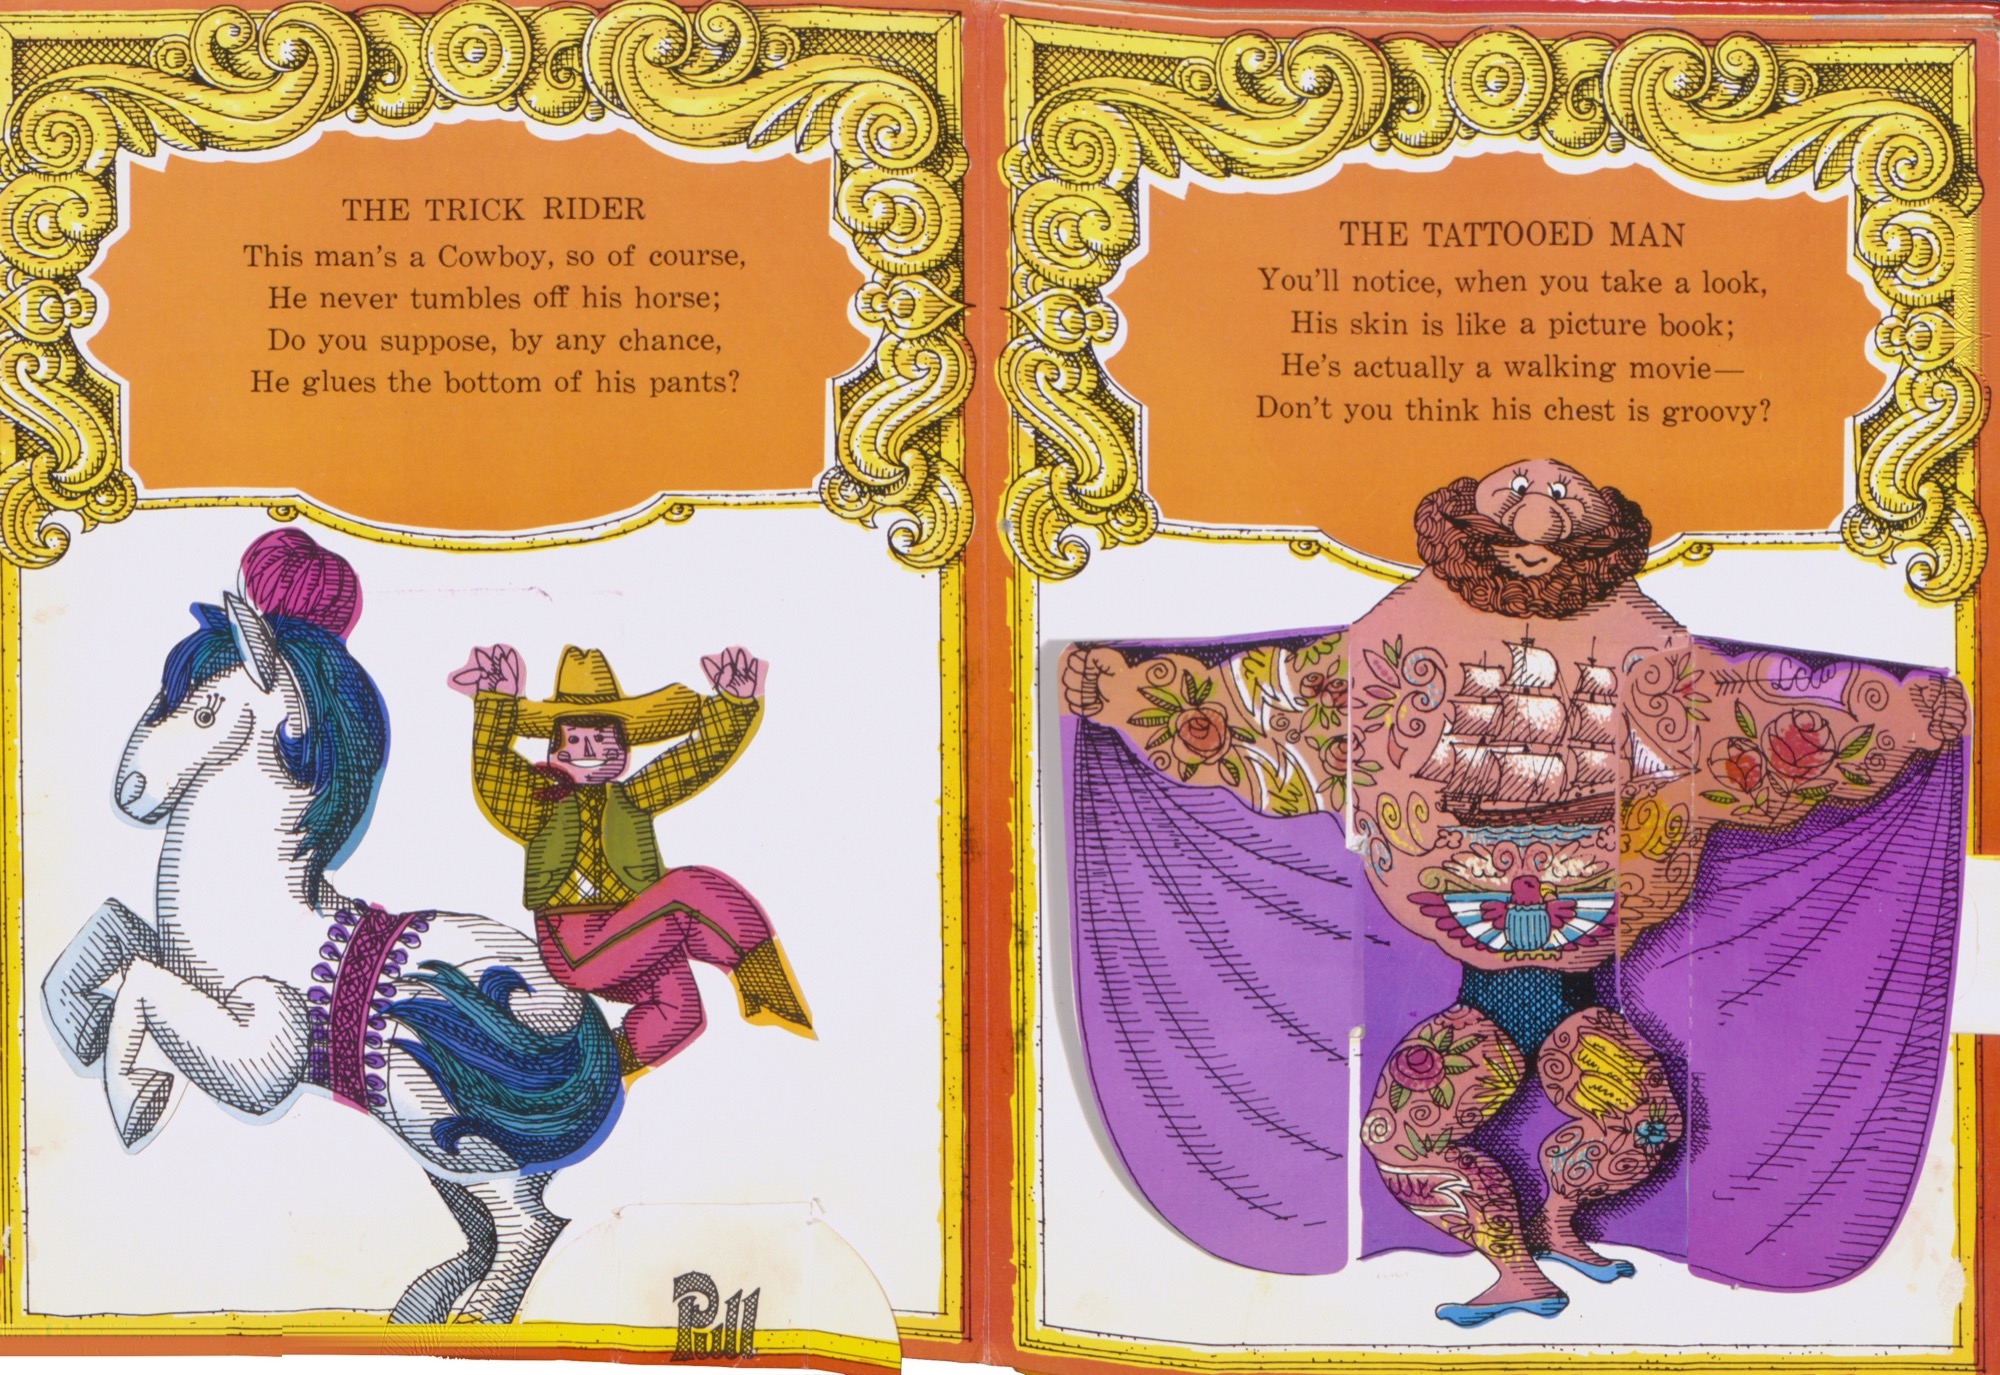 THE TRICK RIDER
This man's a Cowboy, so of course,
He never tumbles off his horse;
Do you suppose, by any chance,
He glues the bottom of his pants?
Pull
THE TATTOOED MAN
You'll notice, when you take a look,
His skin is like a picture book;
He's actually a walking movie—
Don't you think his chest is groovy?